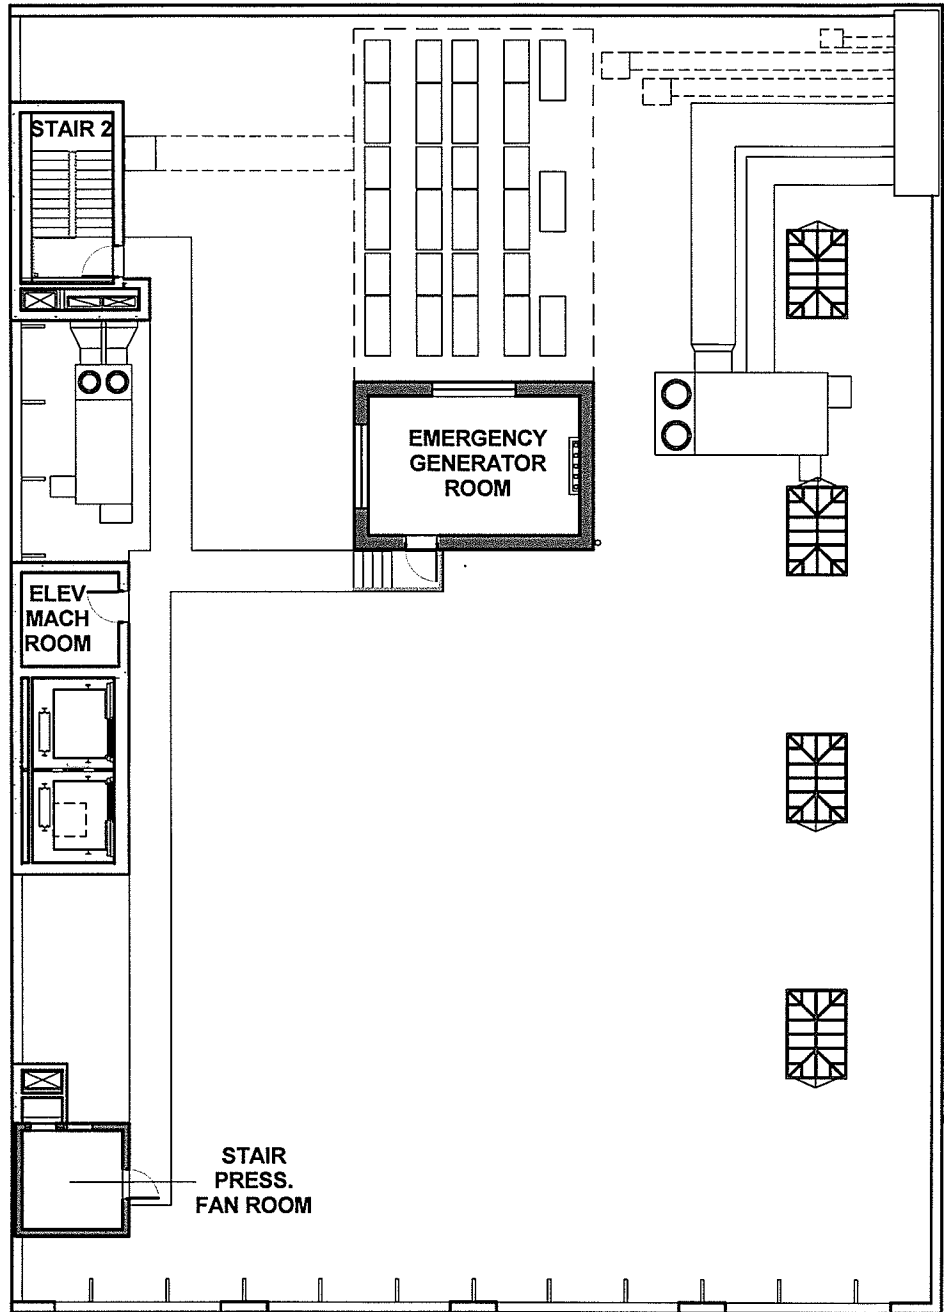 STAIR 2
EMERGENCY
GENERATOR
ROOM
ELEV
MACH
ROOM
STAIR
PRESS.
FAN ROOM